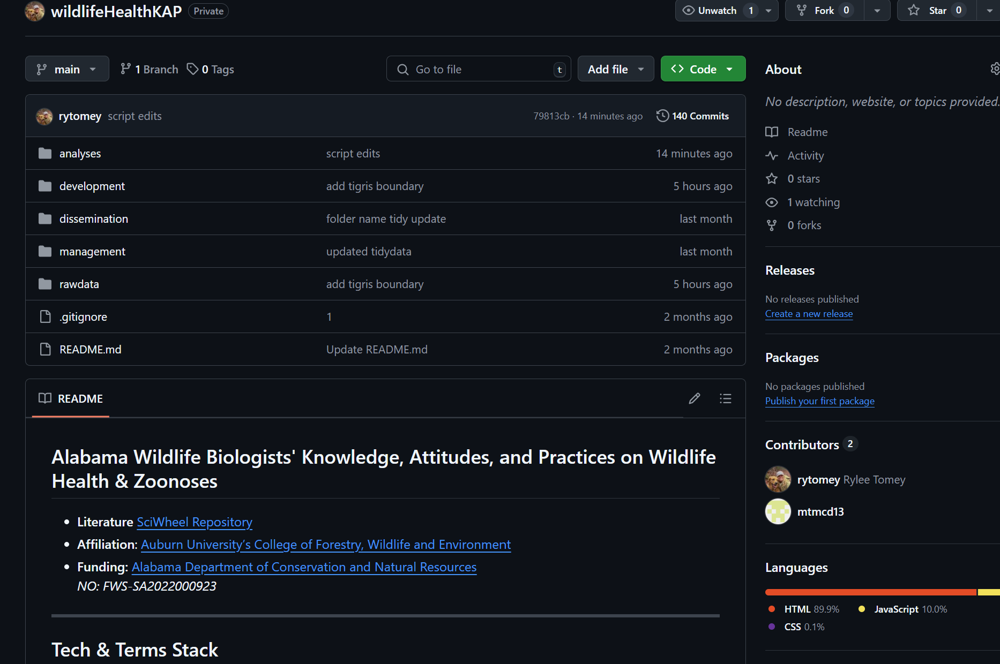 wildlifeHealthKAP Private Unwatch 1 Fork 0 Star 0
main 1 Branch 0 Tags Go to file t Add file Code
rytomey script edits 79813cb · 14 minutes ago 140 Commits
analyses script edits 14 minutes ago
development add tigris boundary 5 hours ago
dissemination folder name tidy update last month
management updated tidydata last month
rawdata add tigris boundary 5 hours ago
.gitignore 1 2 months ago
README.md Update README.md 2 months ago
README
Alabama Wildlife Biologists' Knowledge, Attitudes, and Practices on Wildlife
Health & Zoonoses
• Literature SciWheel Repository
• Affiliation: Auburn University’s College of Forestry, Wildlife and Environment
• Funding: Alabama Department of Conservation and Natural Resources
NO: FWS-SA2022000923
Tech & Terms Stack
About
No description, website, or topics provided.
Readme
Activity
0 stars
1 watching
0 forks
Releases
No releases published
Create a new release
Packages
No packages published
Publish your first package
Contributors 2
rytomey Rylee Tomey
mtmcd13
Languages
HTML 89.9% JavaScript 10.0%
CSS 0.1%